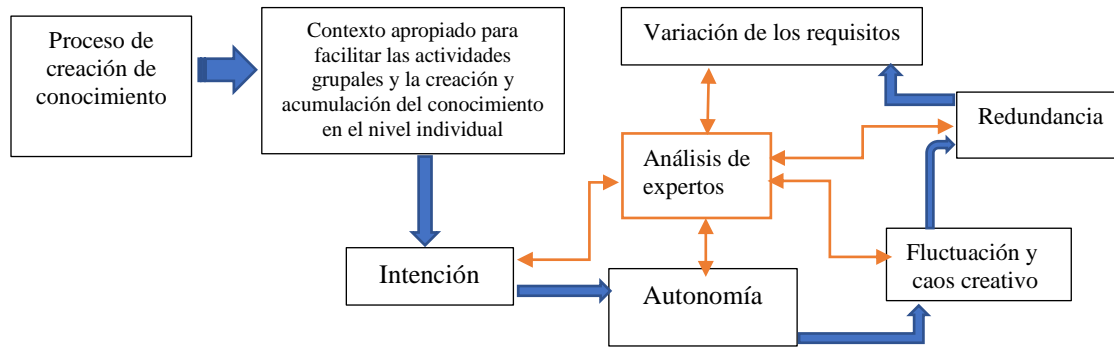 Proceso de
creación de
conocimiento
Contexto apropiado para
facilitar las actividades
grupales y la creación y
acumulación del conocimiento
en el nivel individual
Variación de los requisitos
Redundancia
Análisis de
expertos
Intención
Autonomía
Fluctuación y
caos creativo